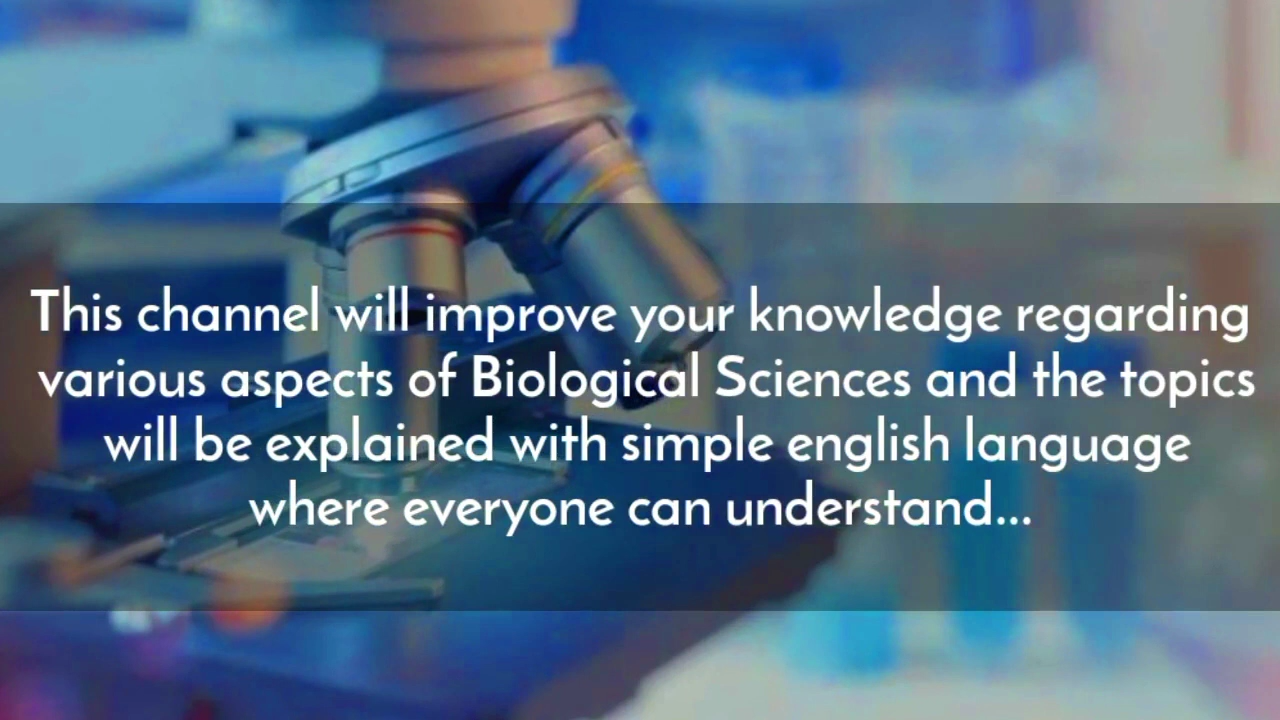 This channel will improve your knowledge regarding
various aspects of Biological Sciences and the topics
will be explained with simple english language
where everyone can understand...